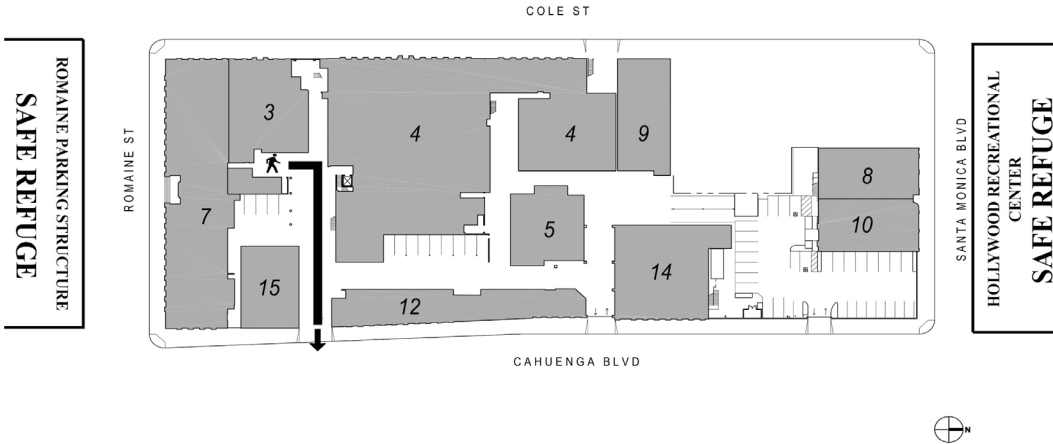 COLE ST
ROMAINE PARKING STRUCTURE
SAFE REFUGE
ROMAINE ST
3
4
4
9
7
5
8
10
15
12
14
SANTA MONICA BLVD
HOLLYWOOD RECREATIONAL
CENTER
SAFE REFUGE
CAHUENGA BLVD
N